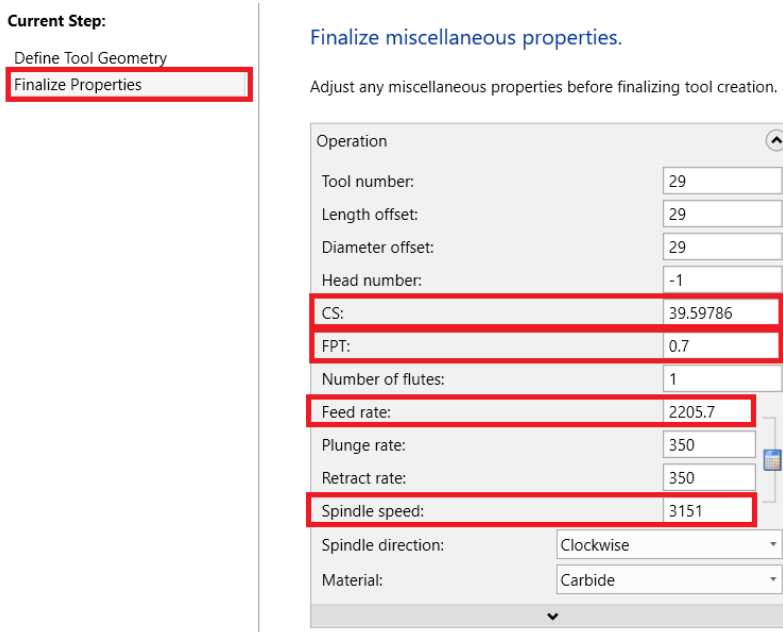 Current Step:
Define Tool Geometry
Finalize Properties
Finalize miscellaneous properties.
Adjust any miscellaneous properties before finalizing tool creation.
Operation
Tool number: 29
Length offset: 29
Diameter offset: 29
Head number: -1
CS: 39.59786
FPT: 0.7
Number of flutes: 1
Feed rate: 2205.7
Plunge rate: 350
Retract rate: 350
Spindle speed: 3151
Spindle direction: Clockwise
Material: Carbide